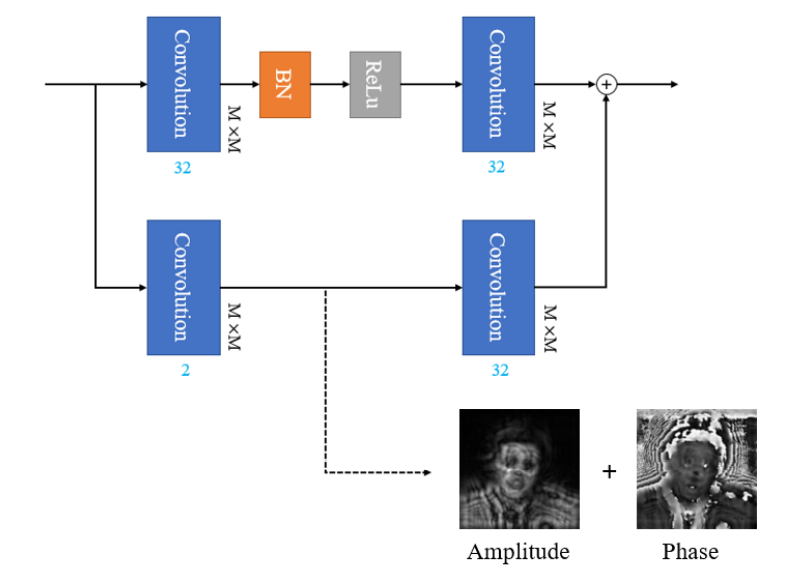 Convolution
M×M
32
BN
ReLu
Convolution
M×M
32
+
Convolution
M×M
2
Convolution
M×M
32
+
Amplitude
Phase